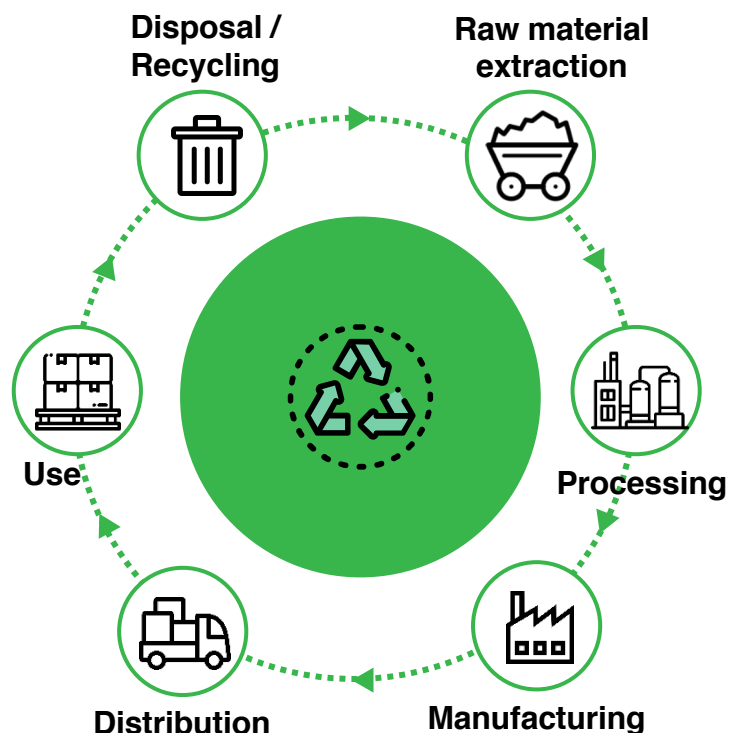 Disposal /
Recycling
Raw material
extraction
Use
Processing
Distribution
Manufacturing